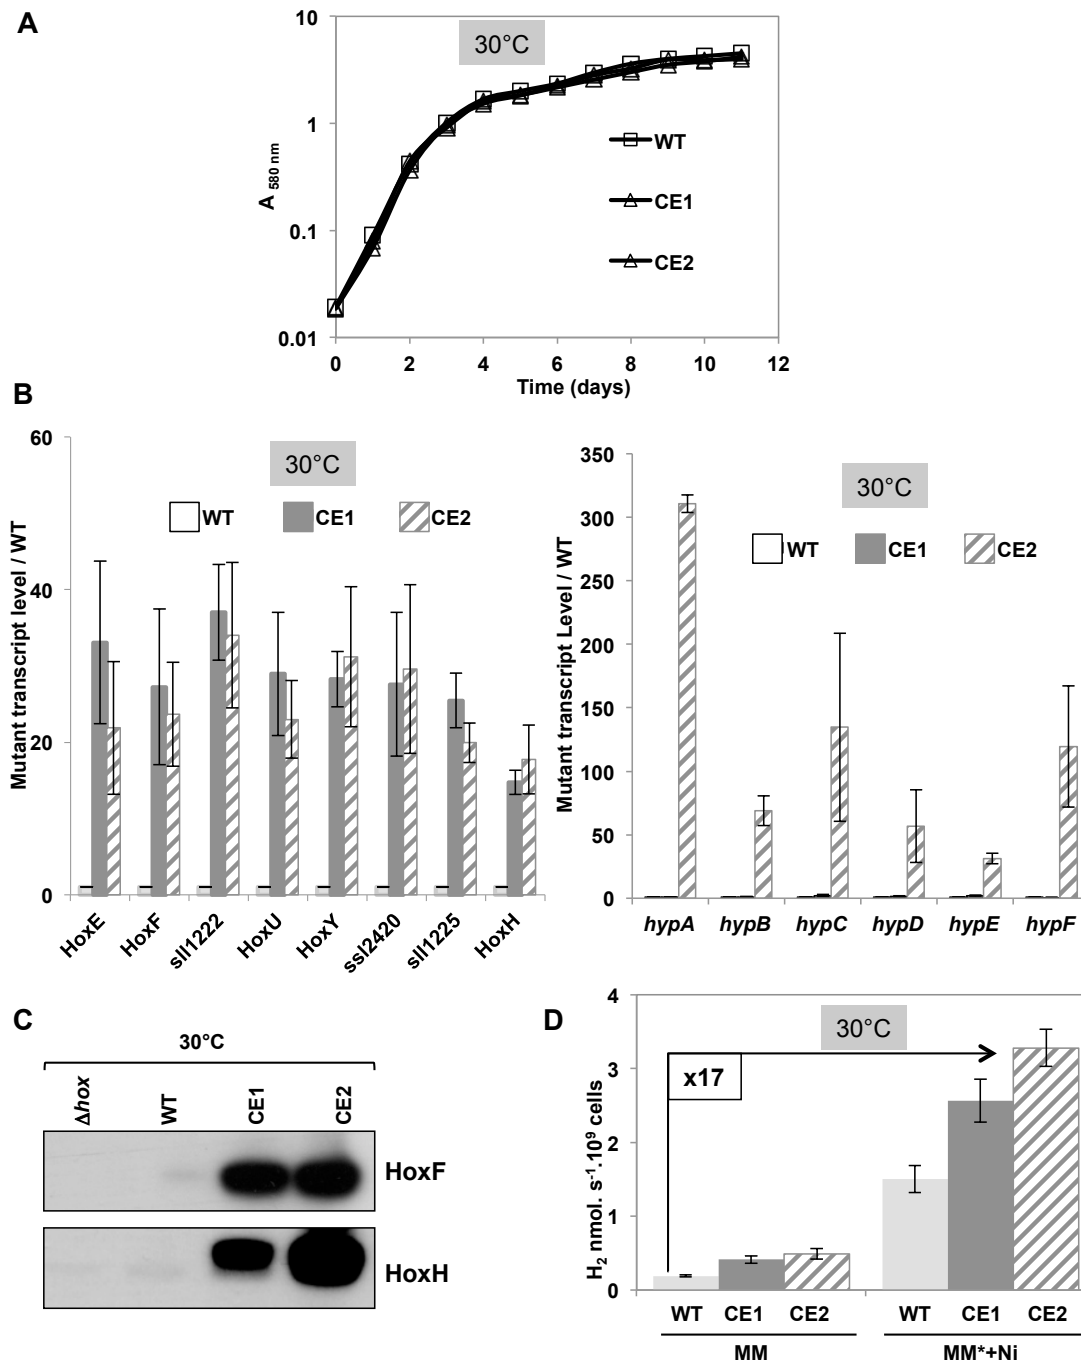 A
30°C
10
1
0.1
0.01
A 580 nm
WT
CE1
CE2
0 2 4 6 8 10 12
Time (days)
B
60
40
20
0
Mutant transcript level / WT
30°C
WT CE1 CE2
HoxE HoxF sll1222 HoxU HoxY ssl2420 sll1225 HoxH
350
300
250
200
150
100
50
0
Mutant transcript Level / WT
30°C
WT CE1 CE2
hypA hypB hypC hypD hypE hypF
C
30°C
Δhox WT CE1 CE2
HoxF
HoxH
D
4
3
2
1
0
H₂ nmol. s⁻¹.10⁹ cells
30°C
x17
WT CE1 CE2 WT CE1 CE2
MM MM*+Ni